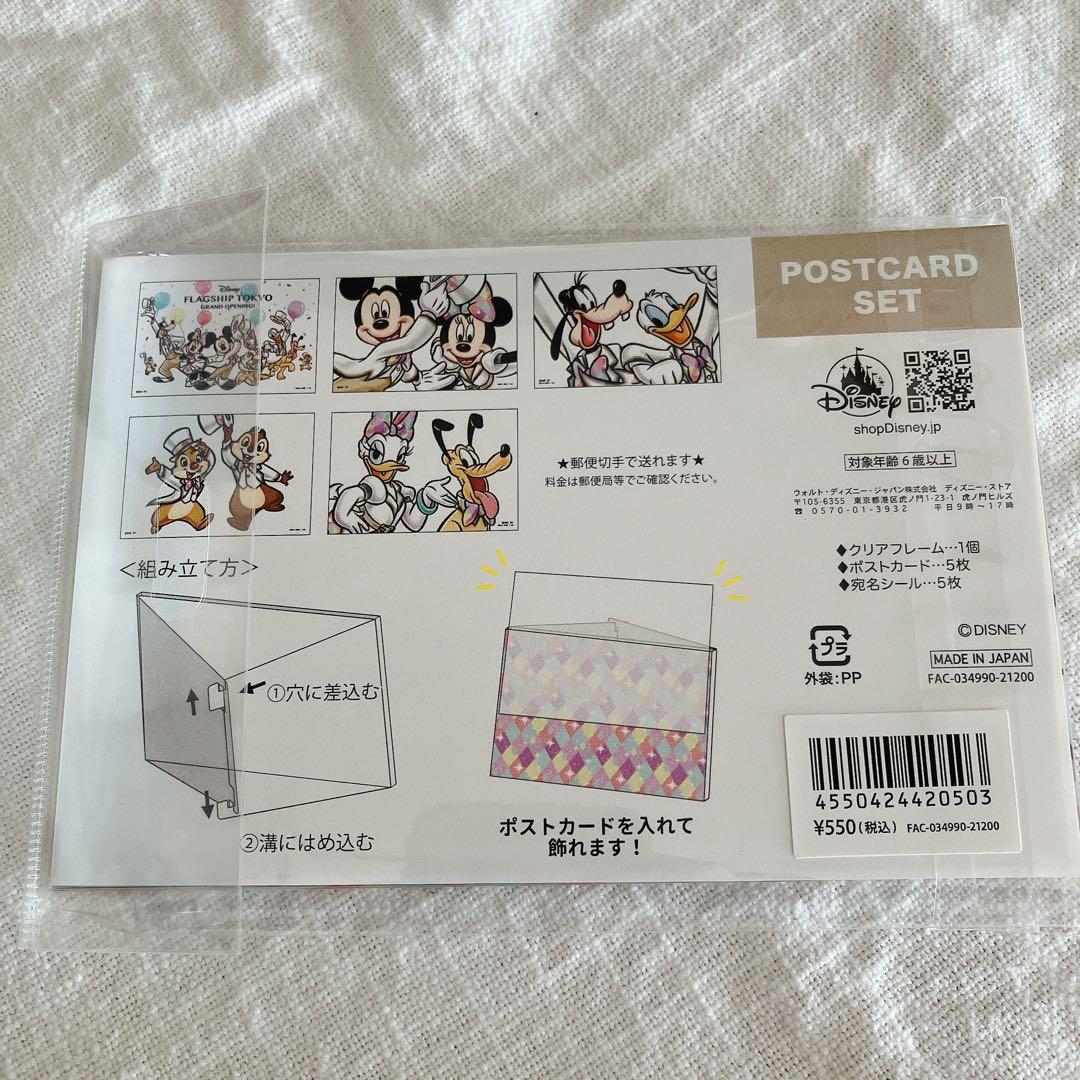 Disney
FLAGSHIP TOKYO
GRAND OPENING!
POSTCARD
SET
Disney
shopDisney.jp
対象年齢6歳以上
ウォルト・ディズニー・ジャパン株式会社 ディズニー・ストア
〒105-6355 東京都港区虎ノ門1-23-1 虎ノ門ヒルズ
☎ 0570-01-3932 平日9時～17時
★郵便切手で送れます★
料金は郵便局等でご確認ください。
◆クリアフレーム…1個
◆ポストカード…5枚
◆宛名シール…5枚
＜組み立て方＞
①穴に差込む
②溝にはめ込む
ポストカードを入れて
飾れます！
プラ
外袋:PP
©DISNEY
MADE IN JAPAN
FAC-034990-21200
4550424420503
¥550(税込) FAC-034990-21200